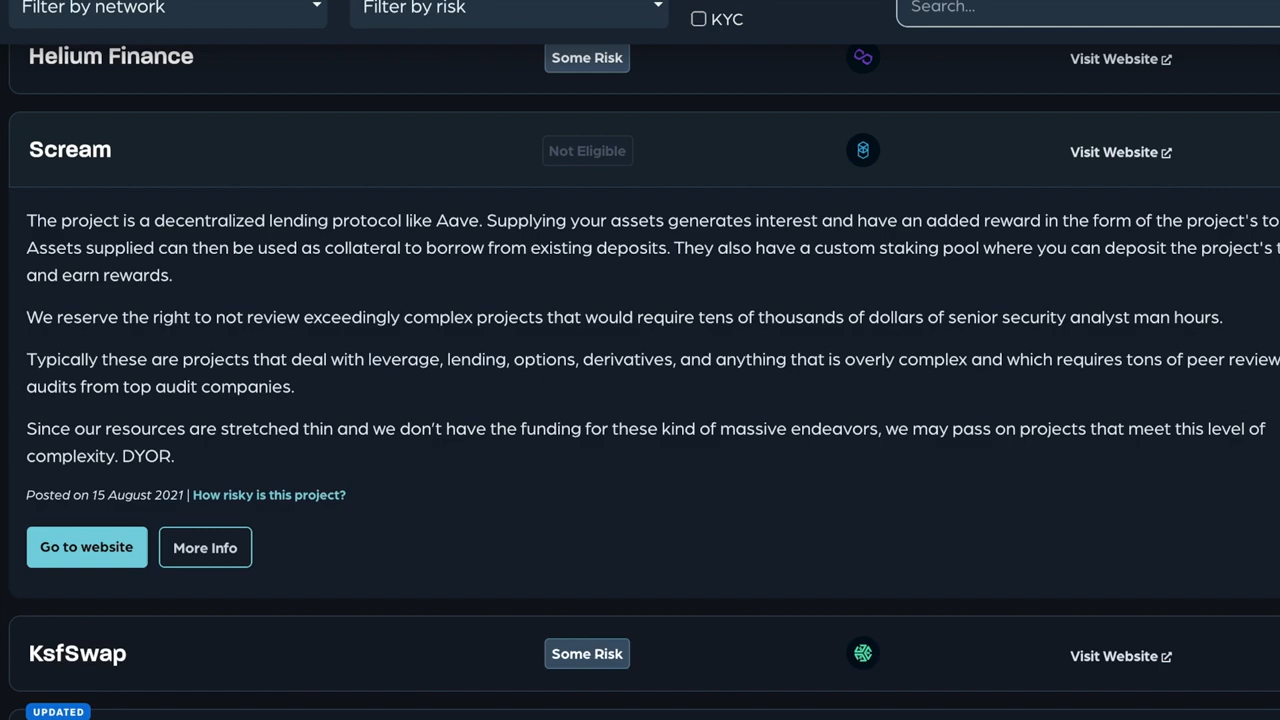 Filter by network
Filter by risk
KYC
Search...
Helium Finance
Some Risk
Visit Website
Scream
Not Eligible
Visit Website
The project is a decentralized lending protocol like Aave. Supplying your assets generates interest and have an added reward in the form of the project's to
Assets supplied can then be used as collateral to borrow from existing deposits. They also have a custom staking pool where you can deposit the project's t
and earn rewards.
We reserve the right to not review exceedingly complex projects that would require tens of thousands of dollars of senior security analyst man hours.
Typically these are projects that deal with leverage, lending, options, derivatives, and anything that is overly complex and which requires tons of peer review
audits from top audit companies.
Since our resources are stretched thin and we don't have the funding for these kind of massive endeavors, we may pass on projects that meet this level of
complexity. DYOR.
Posted on 15 August 2021 | How risky is this project?
Go to website
More Info
KsfSwap
Some Risk
Visit Website
UPDATED